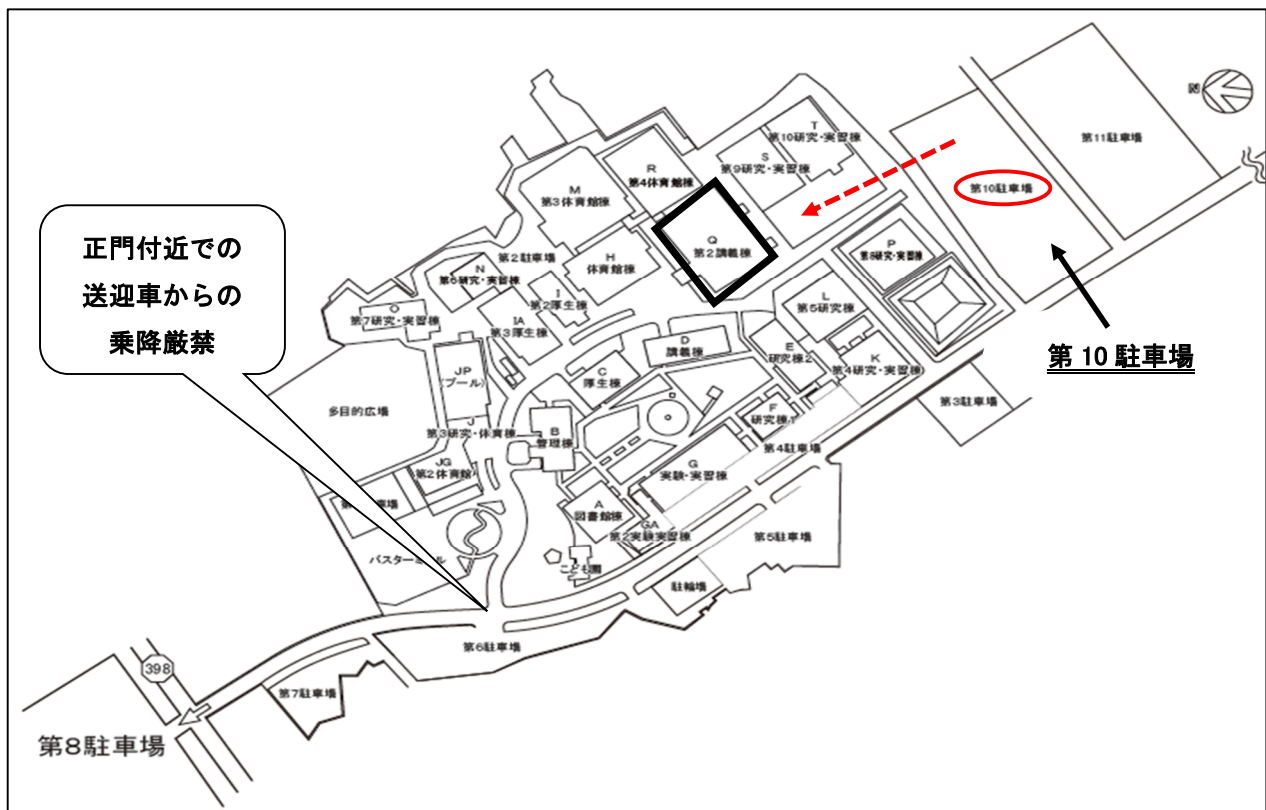 N
第11駐車場
T
第10研究・実習棟
S
第9研究・実習棟
R
第4体育館棟
第10駐車場
M
第3体育館棟
Q
第2講義棟
P
第8研究・実習棟
正門付近での
送迎車からの
乗降厳禁
第2駐車場
H
体育館棟
N
第6研究・実習棟
I
第2厚生棟
L
第5研究棟
O
第7研究・実習棟
IA
第3厚生棟
D
講義棟
E
研究棟2
K
第4研究・実習棟
第10駐車場
C
厚生棟
JP
(プール)
多目的広場
第3駐車場
F
研究棟1
J
第3研究・体育棟
B
管理棟
第4駐車場
JG
第2体育館
G
実験・実習棟
車場
A
図書館棟
GA
第2実験実習棟
第5駐車場
バスターミナル
こども園
駐輪場
第6駐車場
398
第7駐車場
第8駐車場